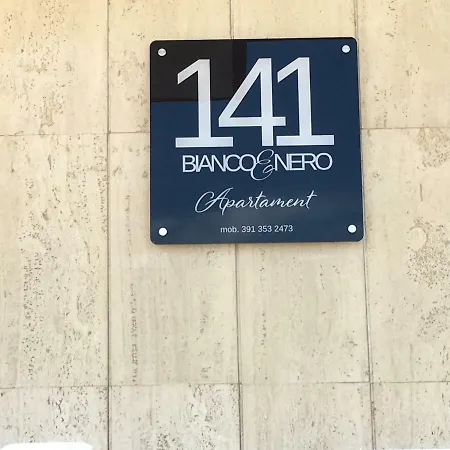 141
BIANCO&NERO
Apartament
mob. 391 353 2473